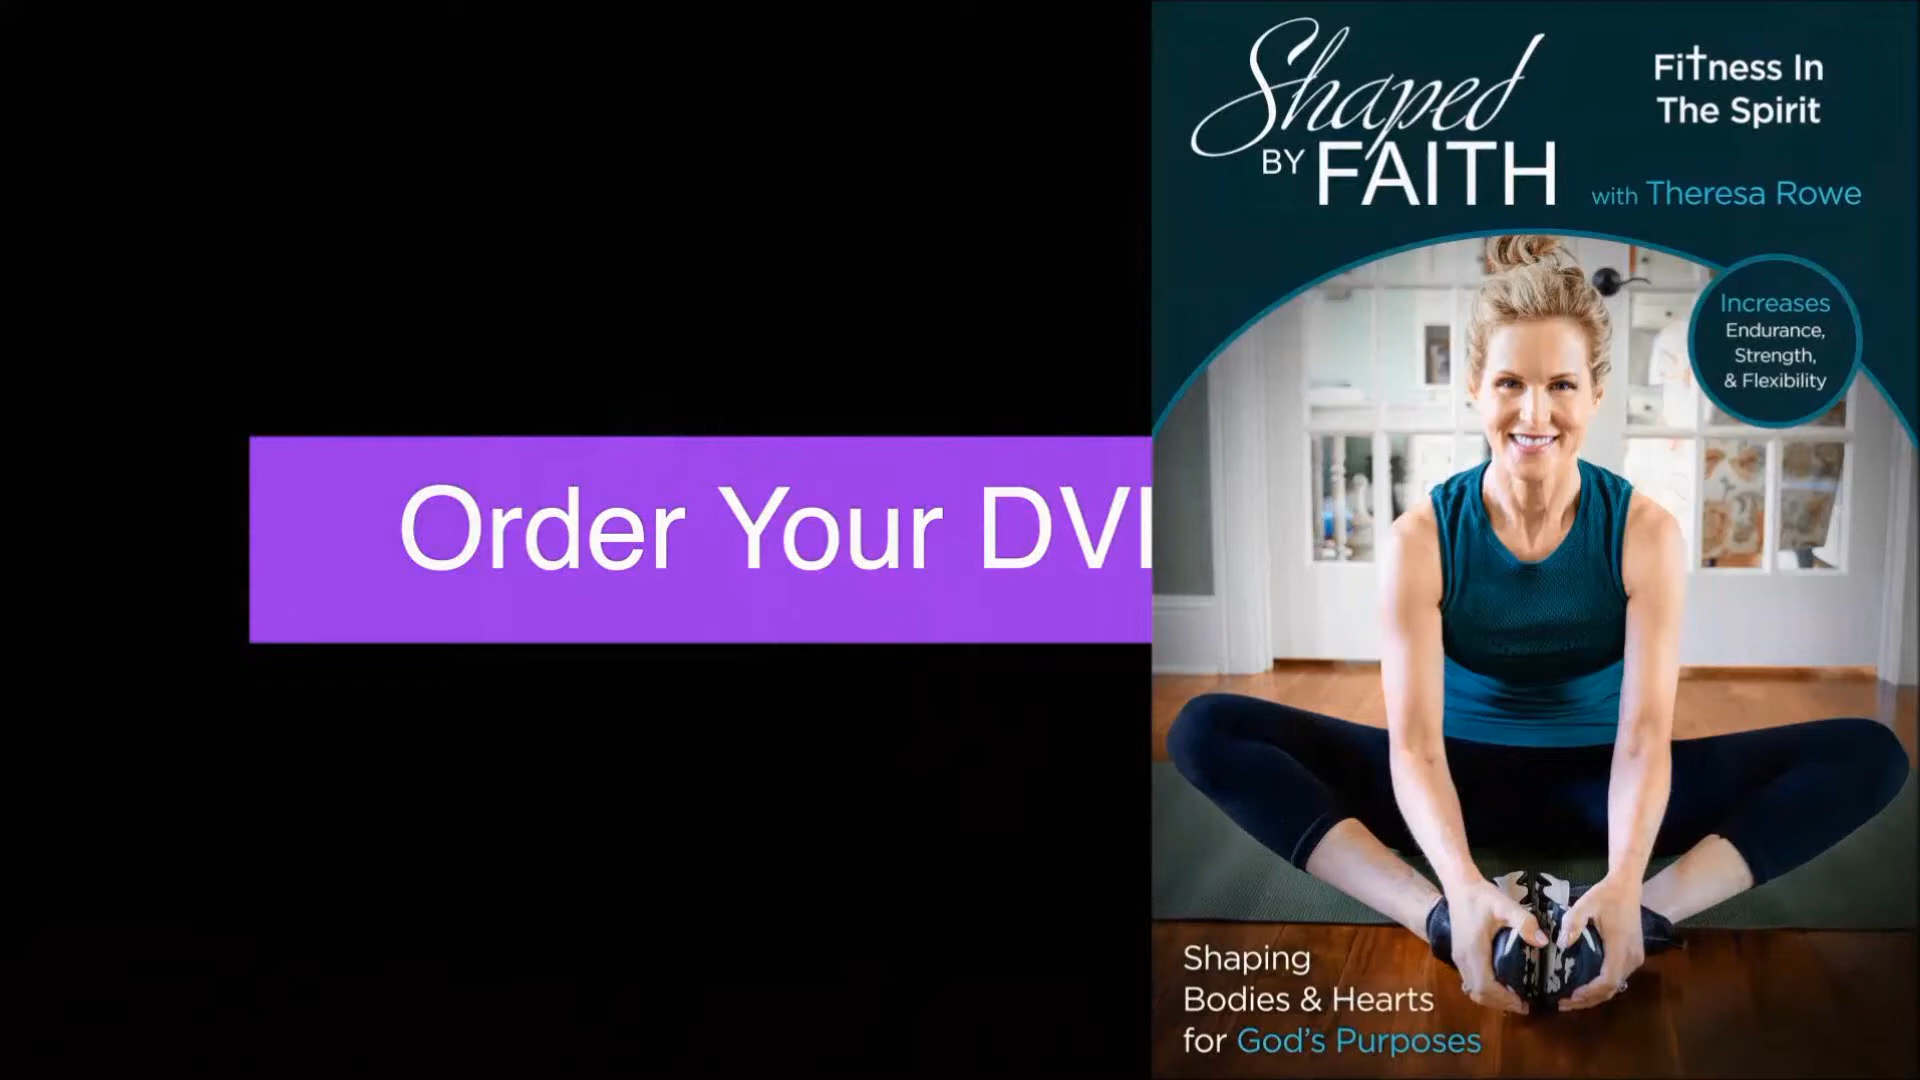 Order Your
Shaped
BY FAITH
Fitness In
The Spirit
with Theresa Rowe
Increases
Endurance,
Strength,
& Flexibility
Shaping
Bodies & Hearts
for God's Purposes